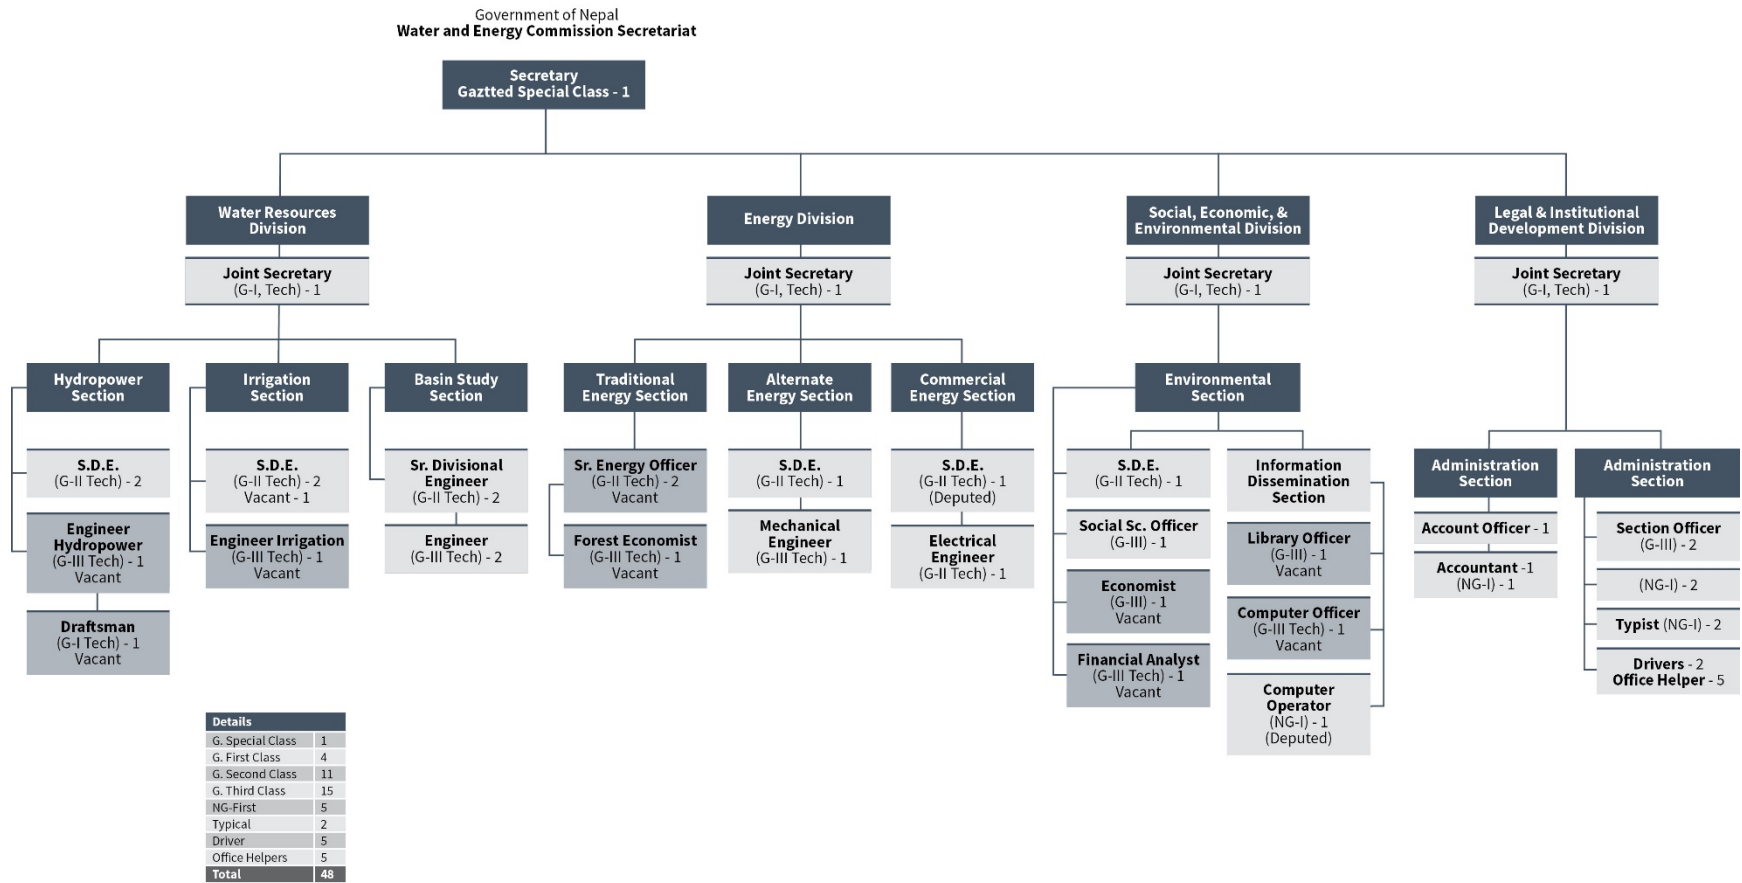 Government of Nepal
Water and Energy Commission Secretariat
Secretary
Gaztted Special Class - 1
Water Resources
Division
Joint Secretary
(G-I, Tech) - 1
Hydropower
Section
S.D.E.
(G-II Tech) - 2
Engineer
Hydropower
(G-III Tech) - 1
Vacant
Draftsman
(G-I Tech) - 1
Vacant
Irrigation
Section
S.D.E.
(G-II Tech) - 2
Vacant - 1
Engineer Irrigation
(G-III Tech) - 1
Vacant
Basin Study
Section
Sr. Divisional
Engineer
(G-II Tech) - 2
Engineer
(G-III Tech) - 2
Energy Division
Joint Secretary
(G-I, Tech) - 1
Traditional
Energy Section
Sr. Energy Officer
(G-II Tech) - 2
Vacant
Forest Economist
(G-III Tech) - 1
Vacant
Alternate
Energy Section
S.D.E.
(G-II Tech) - 1
Mechanical
Engineer
(G-III Tech) - 1
Commercial
Energy Section
S.D.E.
(G-II Tech) - 1
(Deputed)
Electrical
Engineer
(G-II Tech) - 1
Social, Economic, &
Environmental Division
Joint Secretary
(G-I, Tech) - 1
Environmental
Section
S.D.E.
(G-II Tech) - 1
Social Sc. Officer
(G-III) - 1
Economist
(G-III) - 1
Vacant
Financial Analyst
(G-III Tech) - 1
Vacant
Information
Dissemination
Section
Library Officer
(G-III) - 1
Vacant
Computer Officer
(G-III Tech) - 1
Vacant
Computer
Operator
(NG-I) - 1
(Deputed)
Legal & Institutional
Development Division
Joint Secretary
(G-I, Tech) - 1
Administration
Section
Account Officer - 1
Accountant -1
(NG-I) - 1
Administration
Section
Section Officer
(G-III) - 2
(NG-I) - 2
Typist (NG-I) - 2
Drivers - 2
Office Helper - 5
Details
G. Special Class 1
G. First Class 4
G. Second Class 11
G. Third Class 15
NG-First 5
Typical 2
Driver 5
Office Helpers 5
Total 48